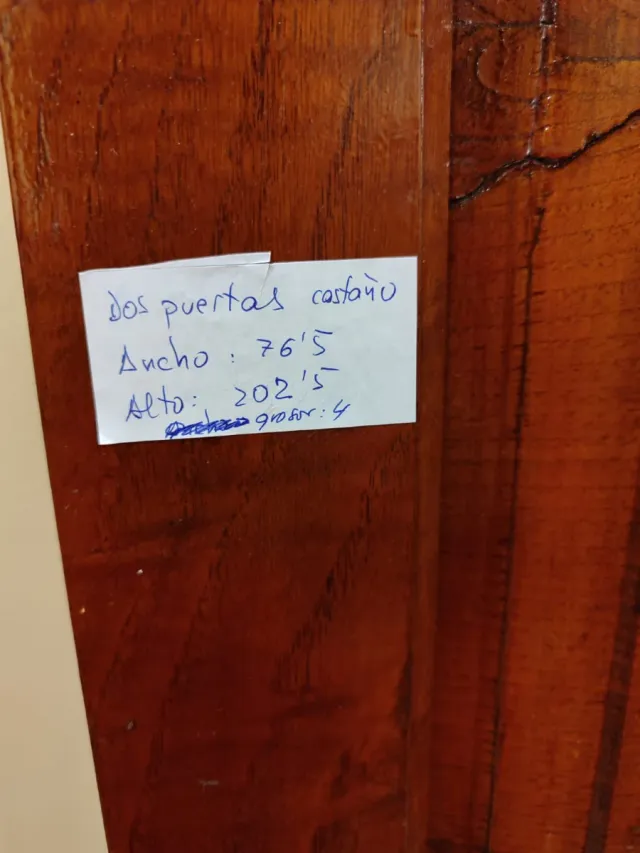 Dos puertas castaño
Ancho: 76'5
Alto: 202'5
grosor: 4